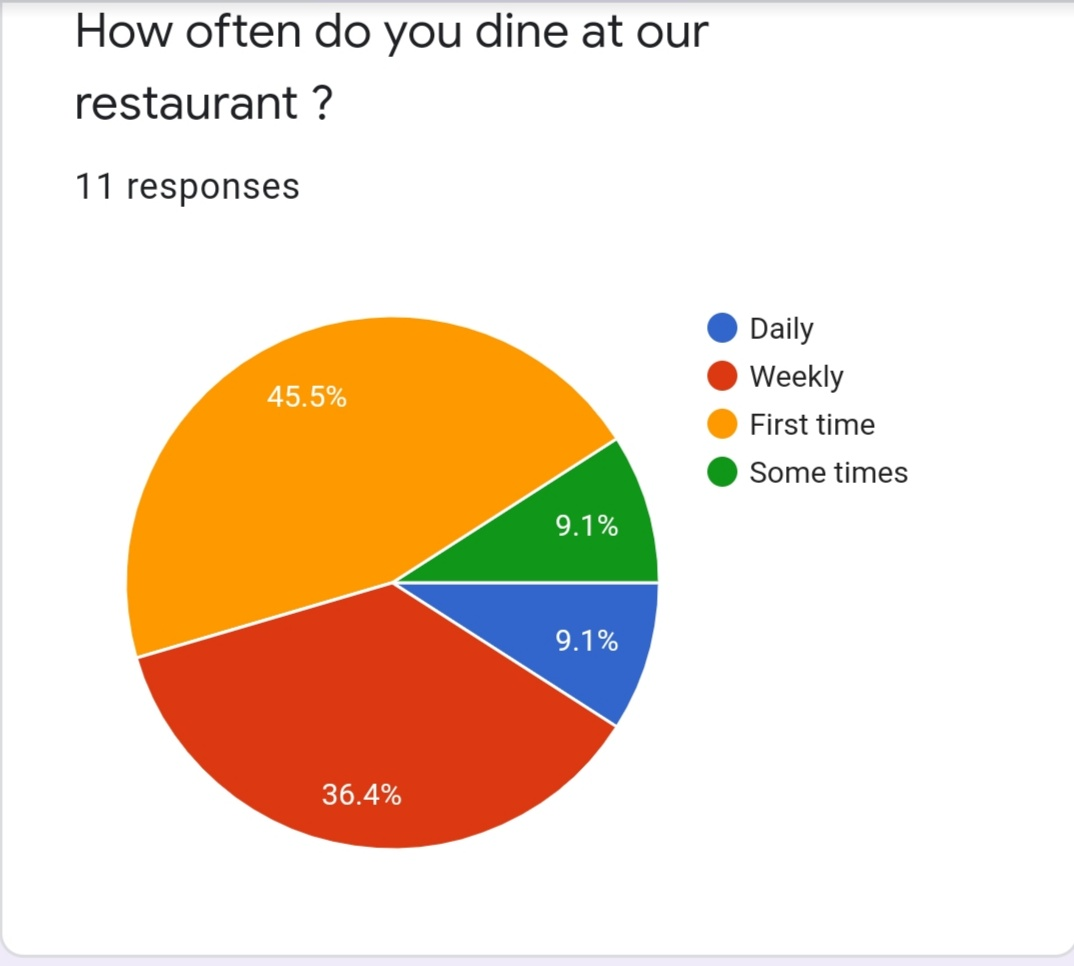 How often do you dine at our
restaurant ?
11 responses
Daily
Weekly
First time
Some times
45.5%
9.1%
9.1%
36.4%